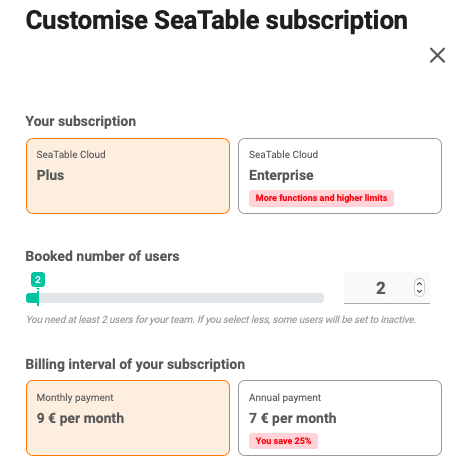 Customise SeaTable subscription
Your subscription
SeaTable Cloud
Plus
SeaTable Cloud
Enterprise
More functions and higher limits
Booked number of users
2
2
You need at least 2 users for your team. If you select less, some users will be set to inactive.
Billing interval of your subscription
Monthly payment
9 € per month
Annual payment
7 € per month
You save 25%